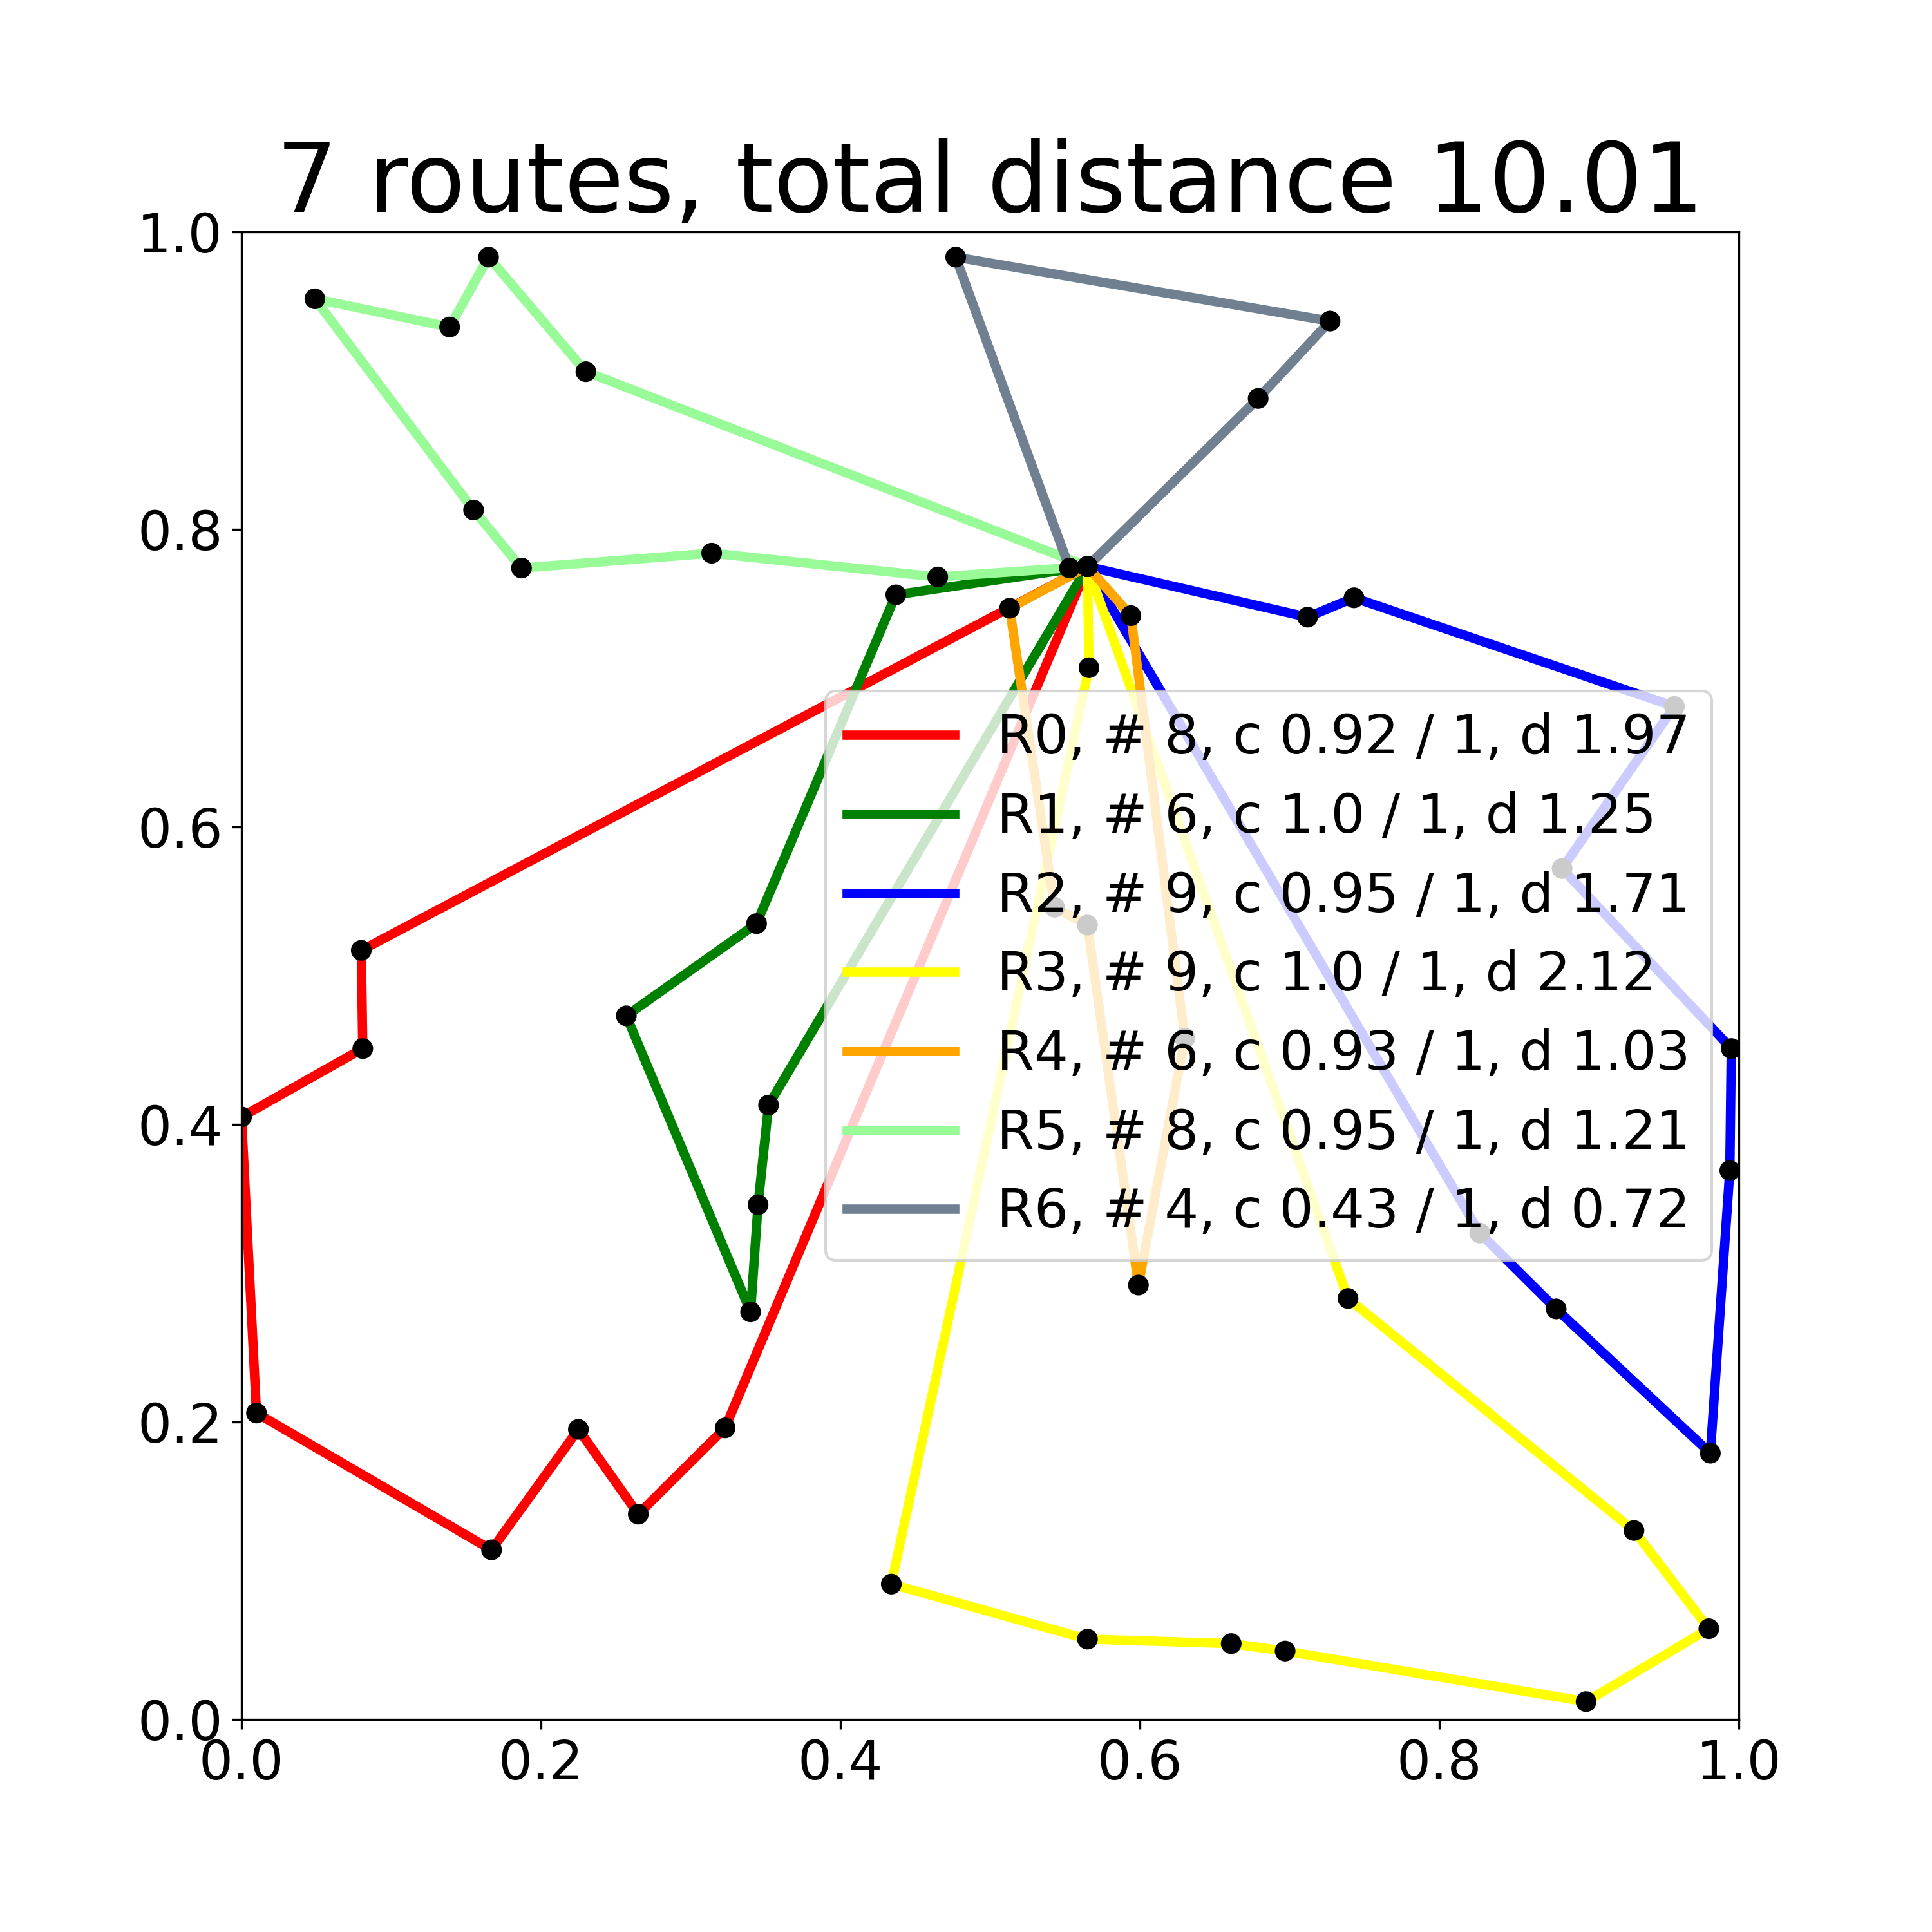 7 routes, total distance 10.01
1.0
0.8
0.6
0.4
0.2
0.0
R0, # 8, c 0.92 / 1, d 1.97
R1, # 6, c 1.0 / 1, d 1.25
R2, # 9, c 0.95 / 1, d 1.71
R3, # 9, c 1.0 / 1, d 2.12
R4, # 6, c 0.93 / 1, d 1.03
R5, # 8, c 0.95 / 1, d 1.21
R6, # 4, c 0.43 / 1, d 0.72
0.0 0.2 0.4 0.6 0.8 1.0